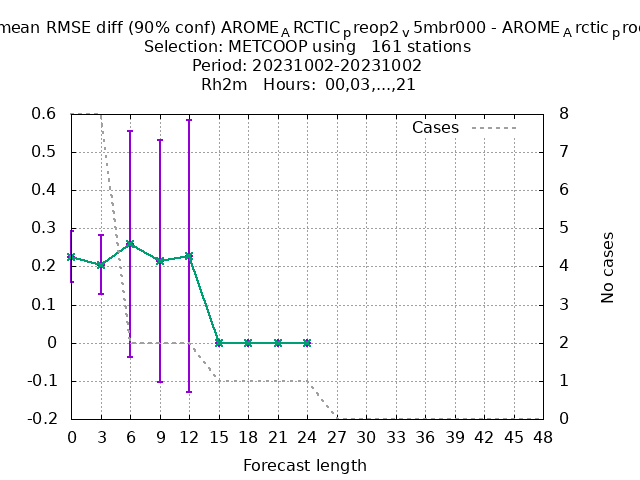 mean RMSE diff (90% conf) AROME_ARCTIC_preop2_v5mbr000 - AROME_Arctic_p
Selection: METCOOP using 161 stations
Period: 20231002-20231002
Rh2m Hours: 00,03,...,21
Cases
0.6
0.5
0.4
0.3
0.2
0.1
0
-0.1
-0.2
8
7
6
5
4
3
2
1
0
No cases
0 3 6 9 12 15 18 21 24 27 30 33 36 39 42 45 48
Forecast length